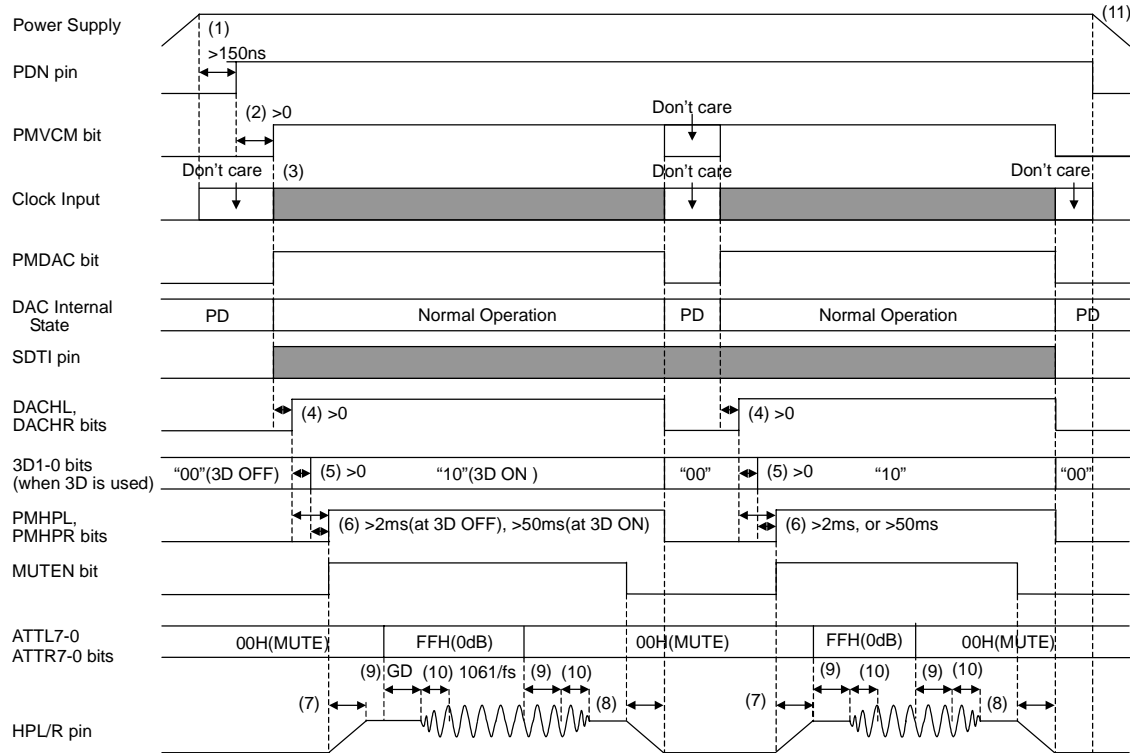 Power Supply (1) (11)
>150ns
PDN pin
(2) >0 Don't care
PMVCM bit
Don't care (3) Don't care Don't care
Clock Input
PMDAC bit
DAC Internal
State
PD Normal Operation PD Normal Operation PD
SDTI pin
DACHL,
DACHR bits
(4) >0 (4) >0
3D1-0 bits
(when 3D is used)
“00”(3D OFF) (5) >0 “10”(3D ON ) “00” (5) >0 “10” “00”
PMHPL,
PMHPR bits
(6) >2ms(at 3D OFF), >50ms(at 3D ON) (6) >2ms, or >50ms
MUTEN bit
ATTL7-0
ATTR7-0 bits
00H(MUTE) FFH(0dB) 00H(MUTE) FFH(0dB) 00H(MUTE)
(9) GD (10) 1061/fs (9) (10) (9) (10) (9) (10)
(7) (8) (7) (8)
HPL/R pin